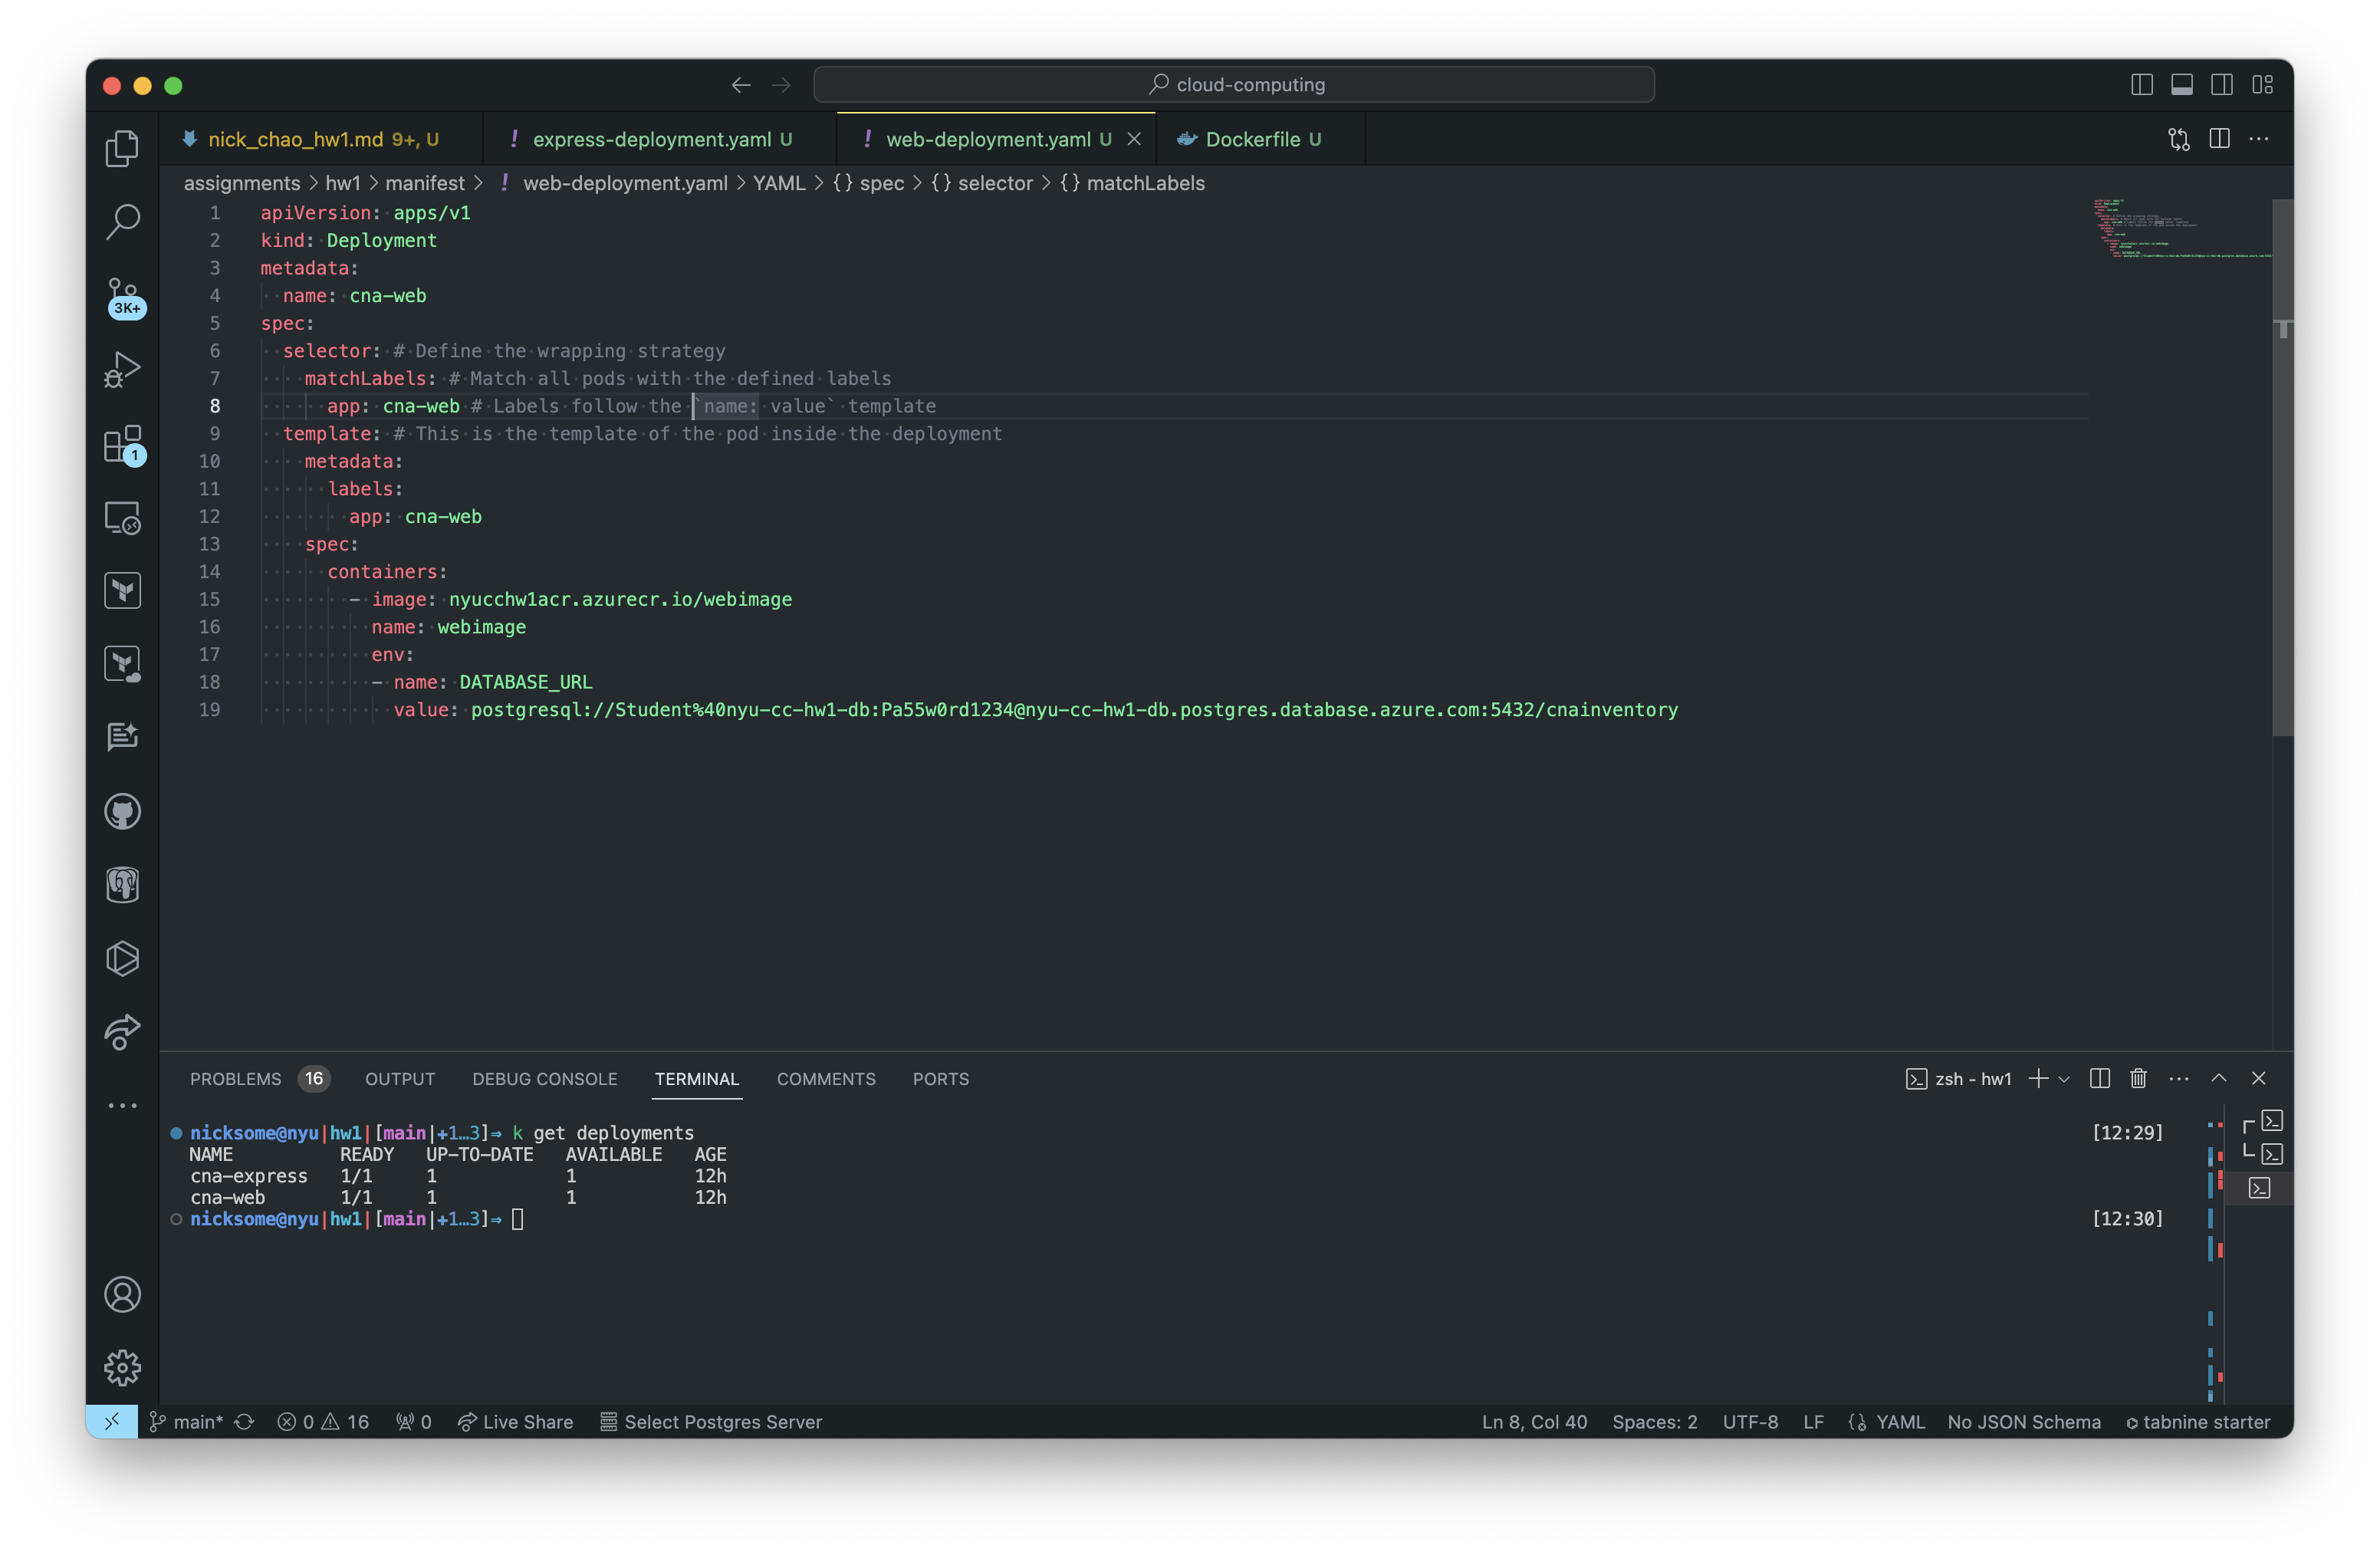 cloud-computing
nick_chao_hw1.md 9+, U
! express-deployment.yaml U
! web-deployment.yaml U
Dockerfile U
assignments > hw1 > manifest > ! web-deployment.yaml > YAML > {} spec > {} selector > {} matchLabels
1 apiVersion: apps/v1
2 kind: Deployment
3 metadata:
4   name: cna-web
5 spec:
6   selector: # Define the wrapping strategy
7     matchLabels: # Match all pods with the defined labels
8       app: cna-web # Labels follow the `name: value` template
9   template: # This is the template of the pod inside the deployment
10     metadata:
11       labels:
12         app: cna-web
13     spec:
14       containers:
15         - image: nyucchw1acr.azurecr.io/webimage
16           name: webimage
17           env:
18           - name: DATABASE_URL
19             value: postgresql://Student%40nyu-cc-hw1-db:Pa55w0rd1234@nyu-cc-hw1-db.postgres.database.azure.com:5432/cnainventory
3K+
1
PROBLEMS 16 OUTPUT DEBUG CONSOLE TERMINAL COMMENTS PORTS
zsh - hw1
nicksome@nyu|hw1|[main|+1…3]⇒ k get deployments [12:29]
NAME READY UP-TO-DATE AVAILABLE AGE
cna-express 1/1 1 1 12h
cna-web 1/1 1 1 12h
nicksome@nyu|hw1|[main|+1…3]⇒ [12:30]
main* 0 16 0 Live Share Select Postgres Server Ln 8, Col 40 Spaces: 2 UTF-8 LF YAML No JSON Schema tabnine starter